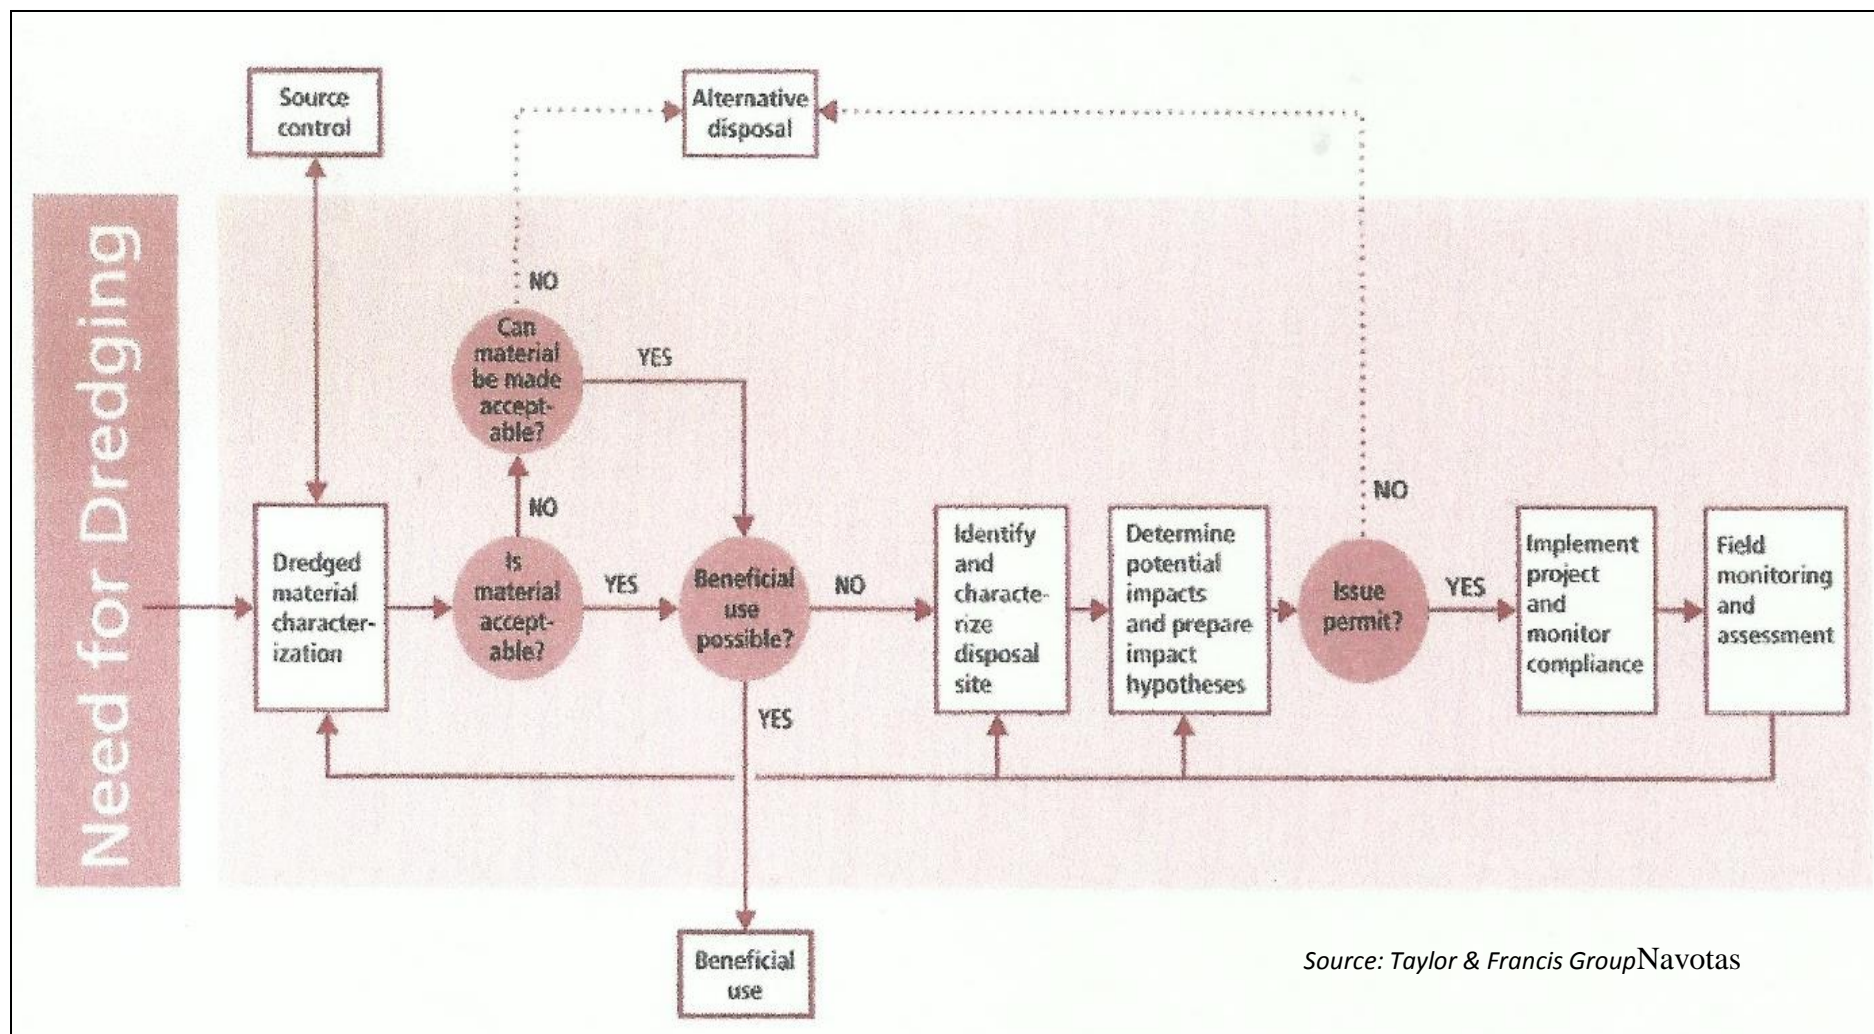 Need for Dredging
Source
control
Alternative
disposal
NO
Can
material
be made
accept-
able?
YES
NO
Dredged
material
character-
ization
Is
material
accept-
able?
YES
Beneficial
use
possible?
NO
YES
Identify
and
characte-
rize
disposal
site
Determine
potential
impacts
and prepare
impact
hypotheses
NO
Issue
permit?
YES
Implement
project
and
monitor
compliance
Field
monitoring
and
assessment
Beneficial
use
Source: Taylor & Francis GroupNavotas